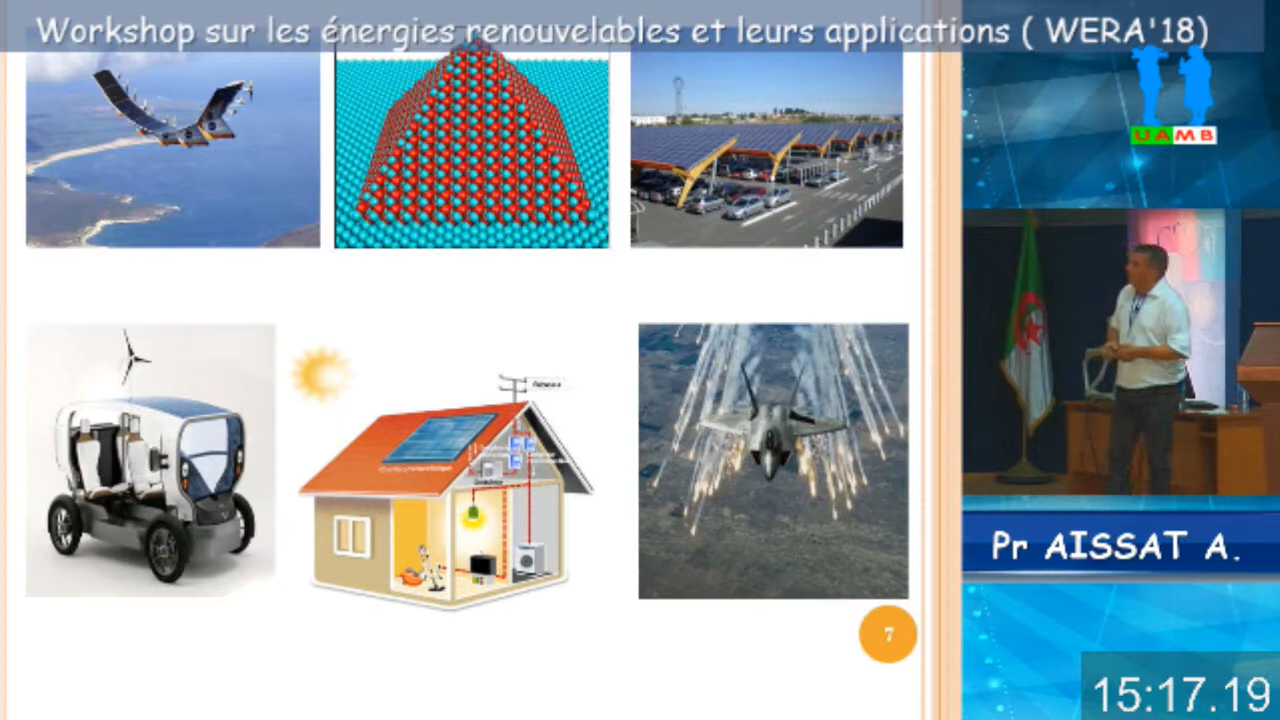 Workshop sur les énergies renouvelables et leurs applications ( WERA'18)
UAMB
Pr AISSAT A.
7
15:17.19